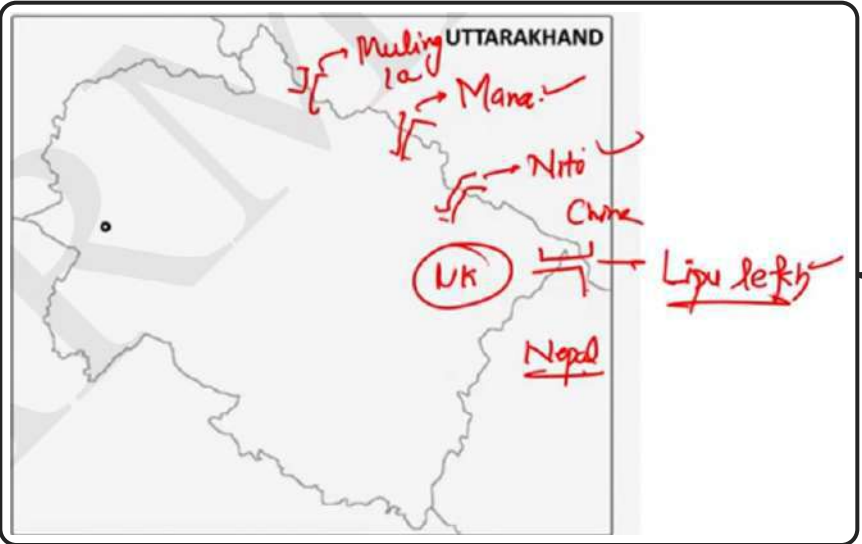 UTTARAKHAND
Muling
la
Mana
Niti
China
UK
Lipu lekh
Nepal